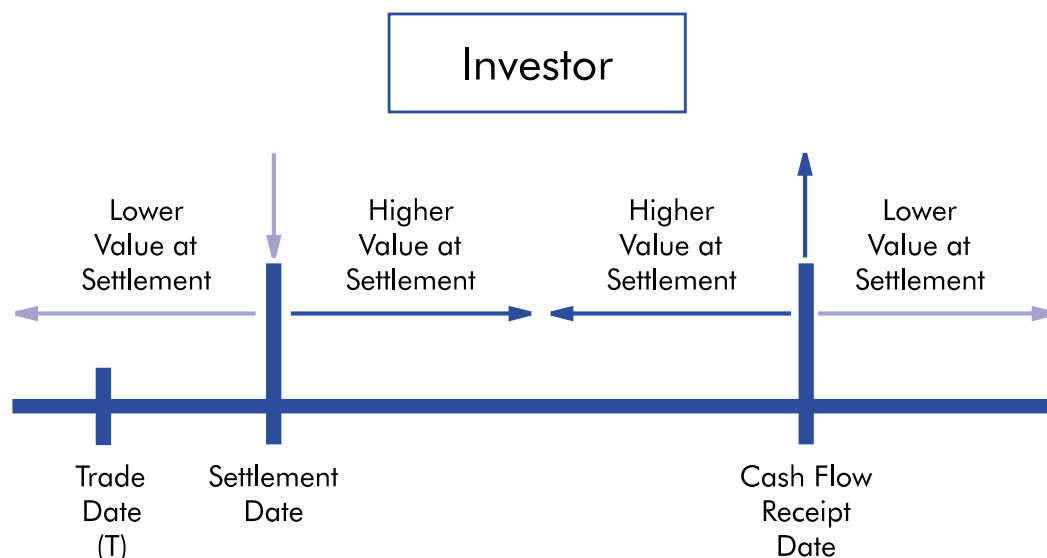 Investor
Lower
Value at
Settlement
Higher
Value at
Settlement
Higher
Value at
Settlement
Lower
Value at
Settlement
Trade
Date
(T)
Settlement
Date
Cash Flow
Receipt
Date